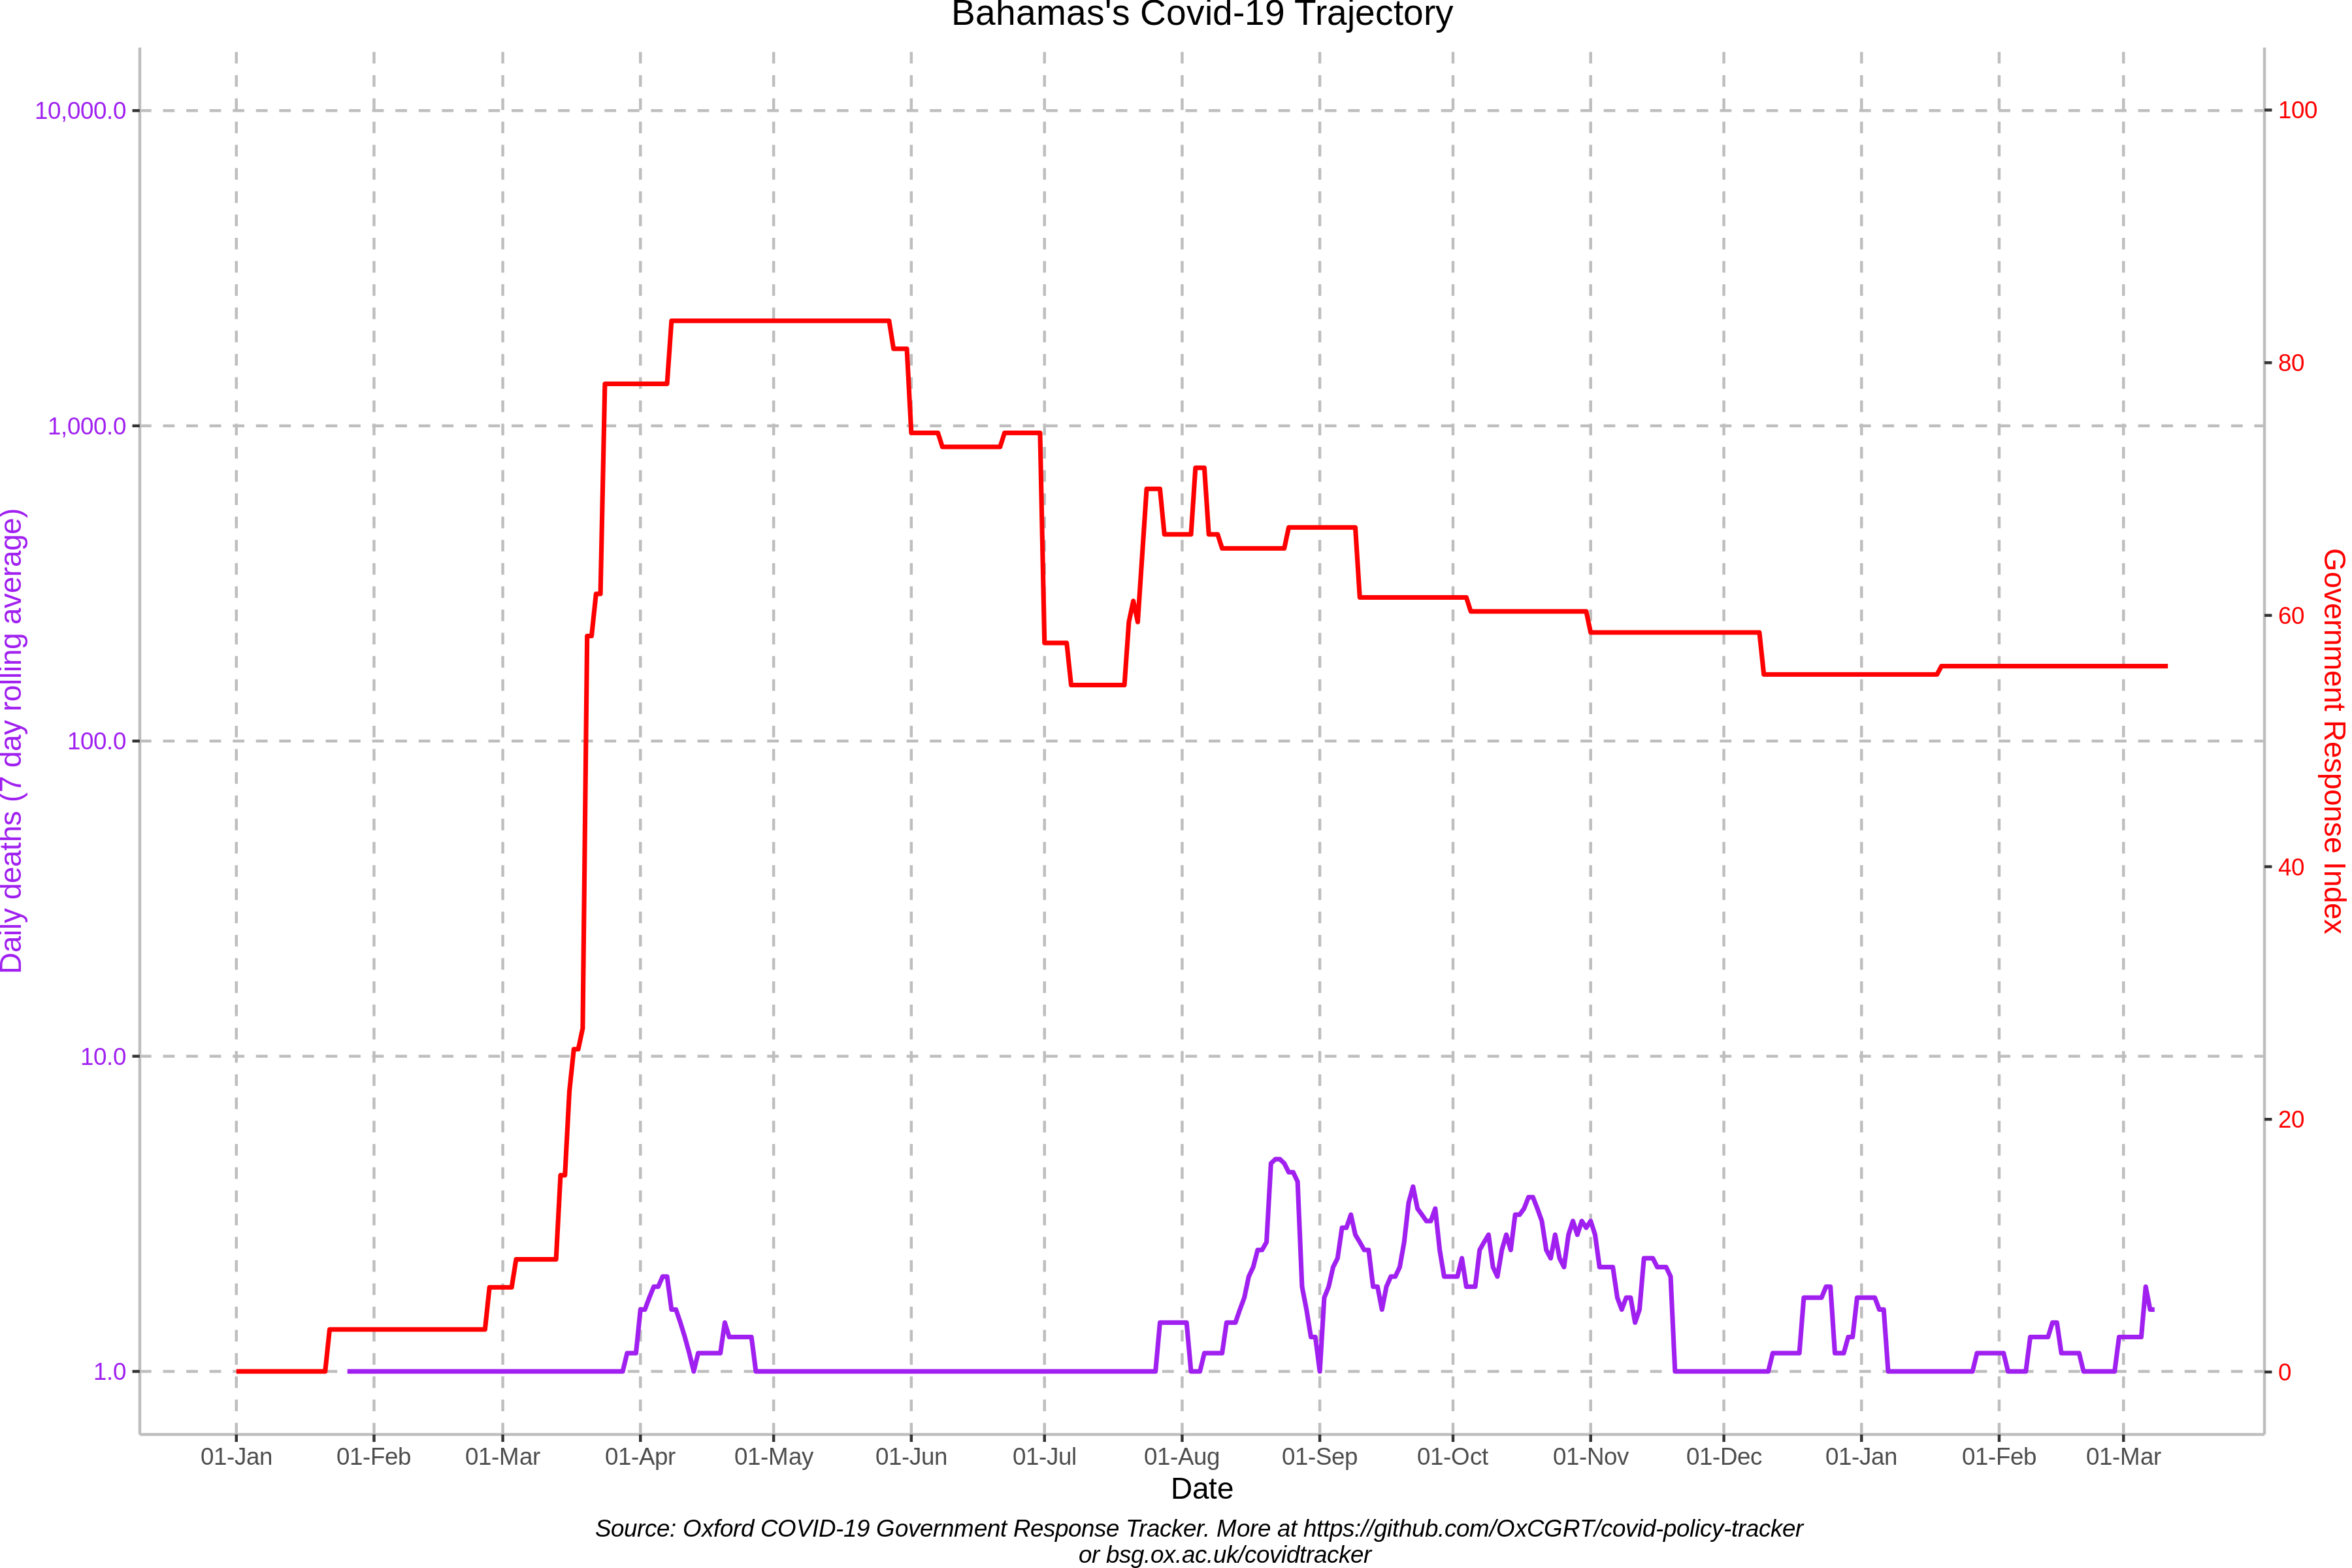 Bahamas's Covid-19 Trajectory
10,000.0
1,000.0
100.0
10.0
1.0
Daily deaths (7 day rolling average)
100
80
60
40
20
0
Government Response Index
01-Jan
01-Feb
01-Mar
01-Apr
01-May
01-Jun
01-Jul
01-Aug
01-Sep
01-Oct
01-Nov
01-Dec
01-Jan
01-Feb
01-Mar
Date
Source: Oxford COVID-19 Government Response Tracker. More at https://github.com/OxCGRT/covid-policy-tracker
or bsg.ox.ac.uk/covidtracker